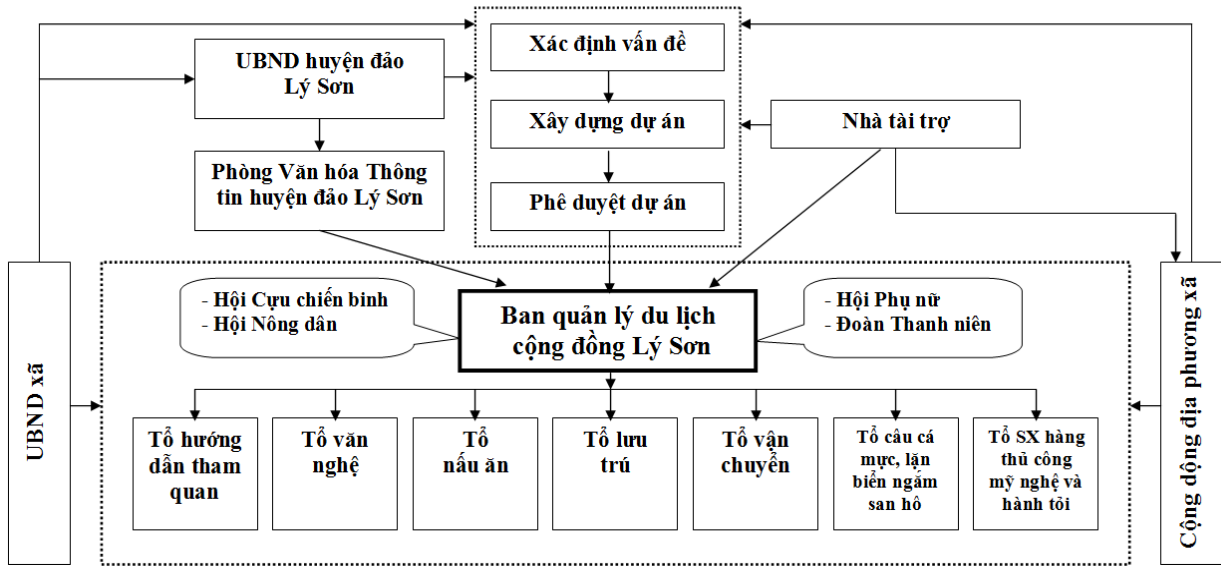 Xác định vấn đề
UBND huyện đảo
Lý Sơn
Xây dựng dự án
Nhà tài trợ
Phòng Văn hóa Thông
tin huyện đảo Lý Sơn
Phê duyệt dự án
- Hội Cựu chiến binh
- Hội Nông dân
Ban quản lý du lịch
cộng đồng Lý Sơn
- Hội Phụ nữ
- Đoàn Thanh niên
UBND xã
Cộng động địa phương xã
Tổ hướng
dẫn tham
quan
Tổ văn
nghệ
Tổ
nấu ăn
Tổ lưu
trú
Tổ vận
chuyển
Tổ câu cá
mực, lặn
biển ngắm
san hô
Tổ SX hàng
thủ công
mỹ nghệ và
hành tỏi